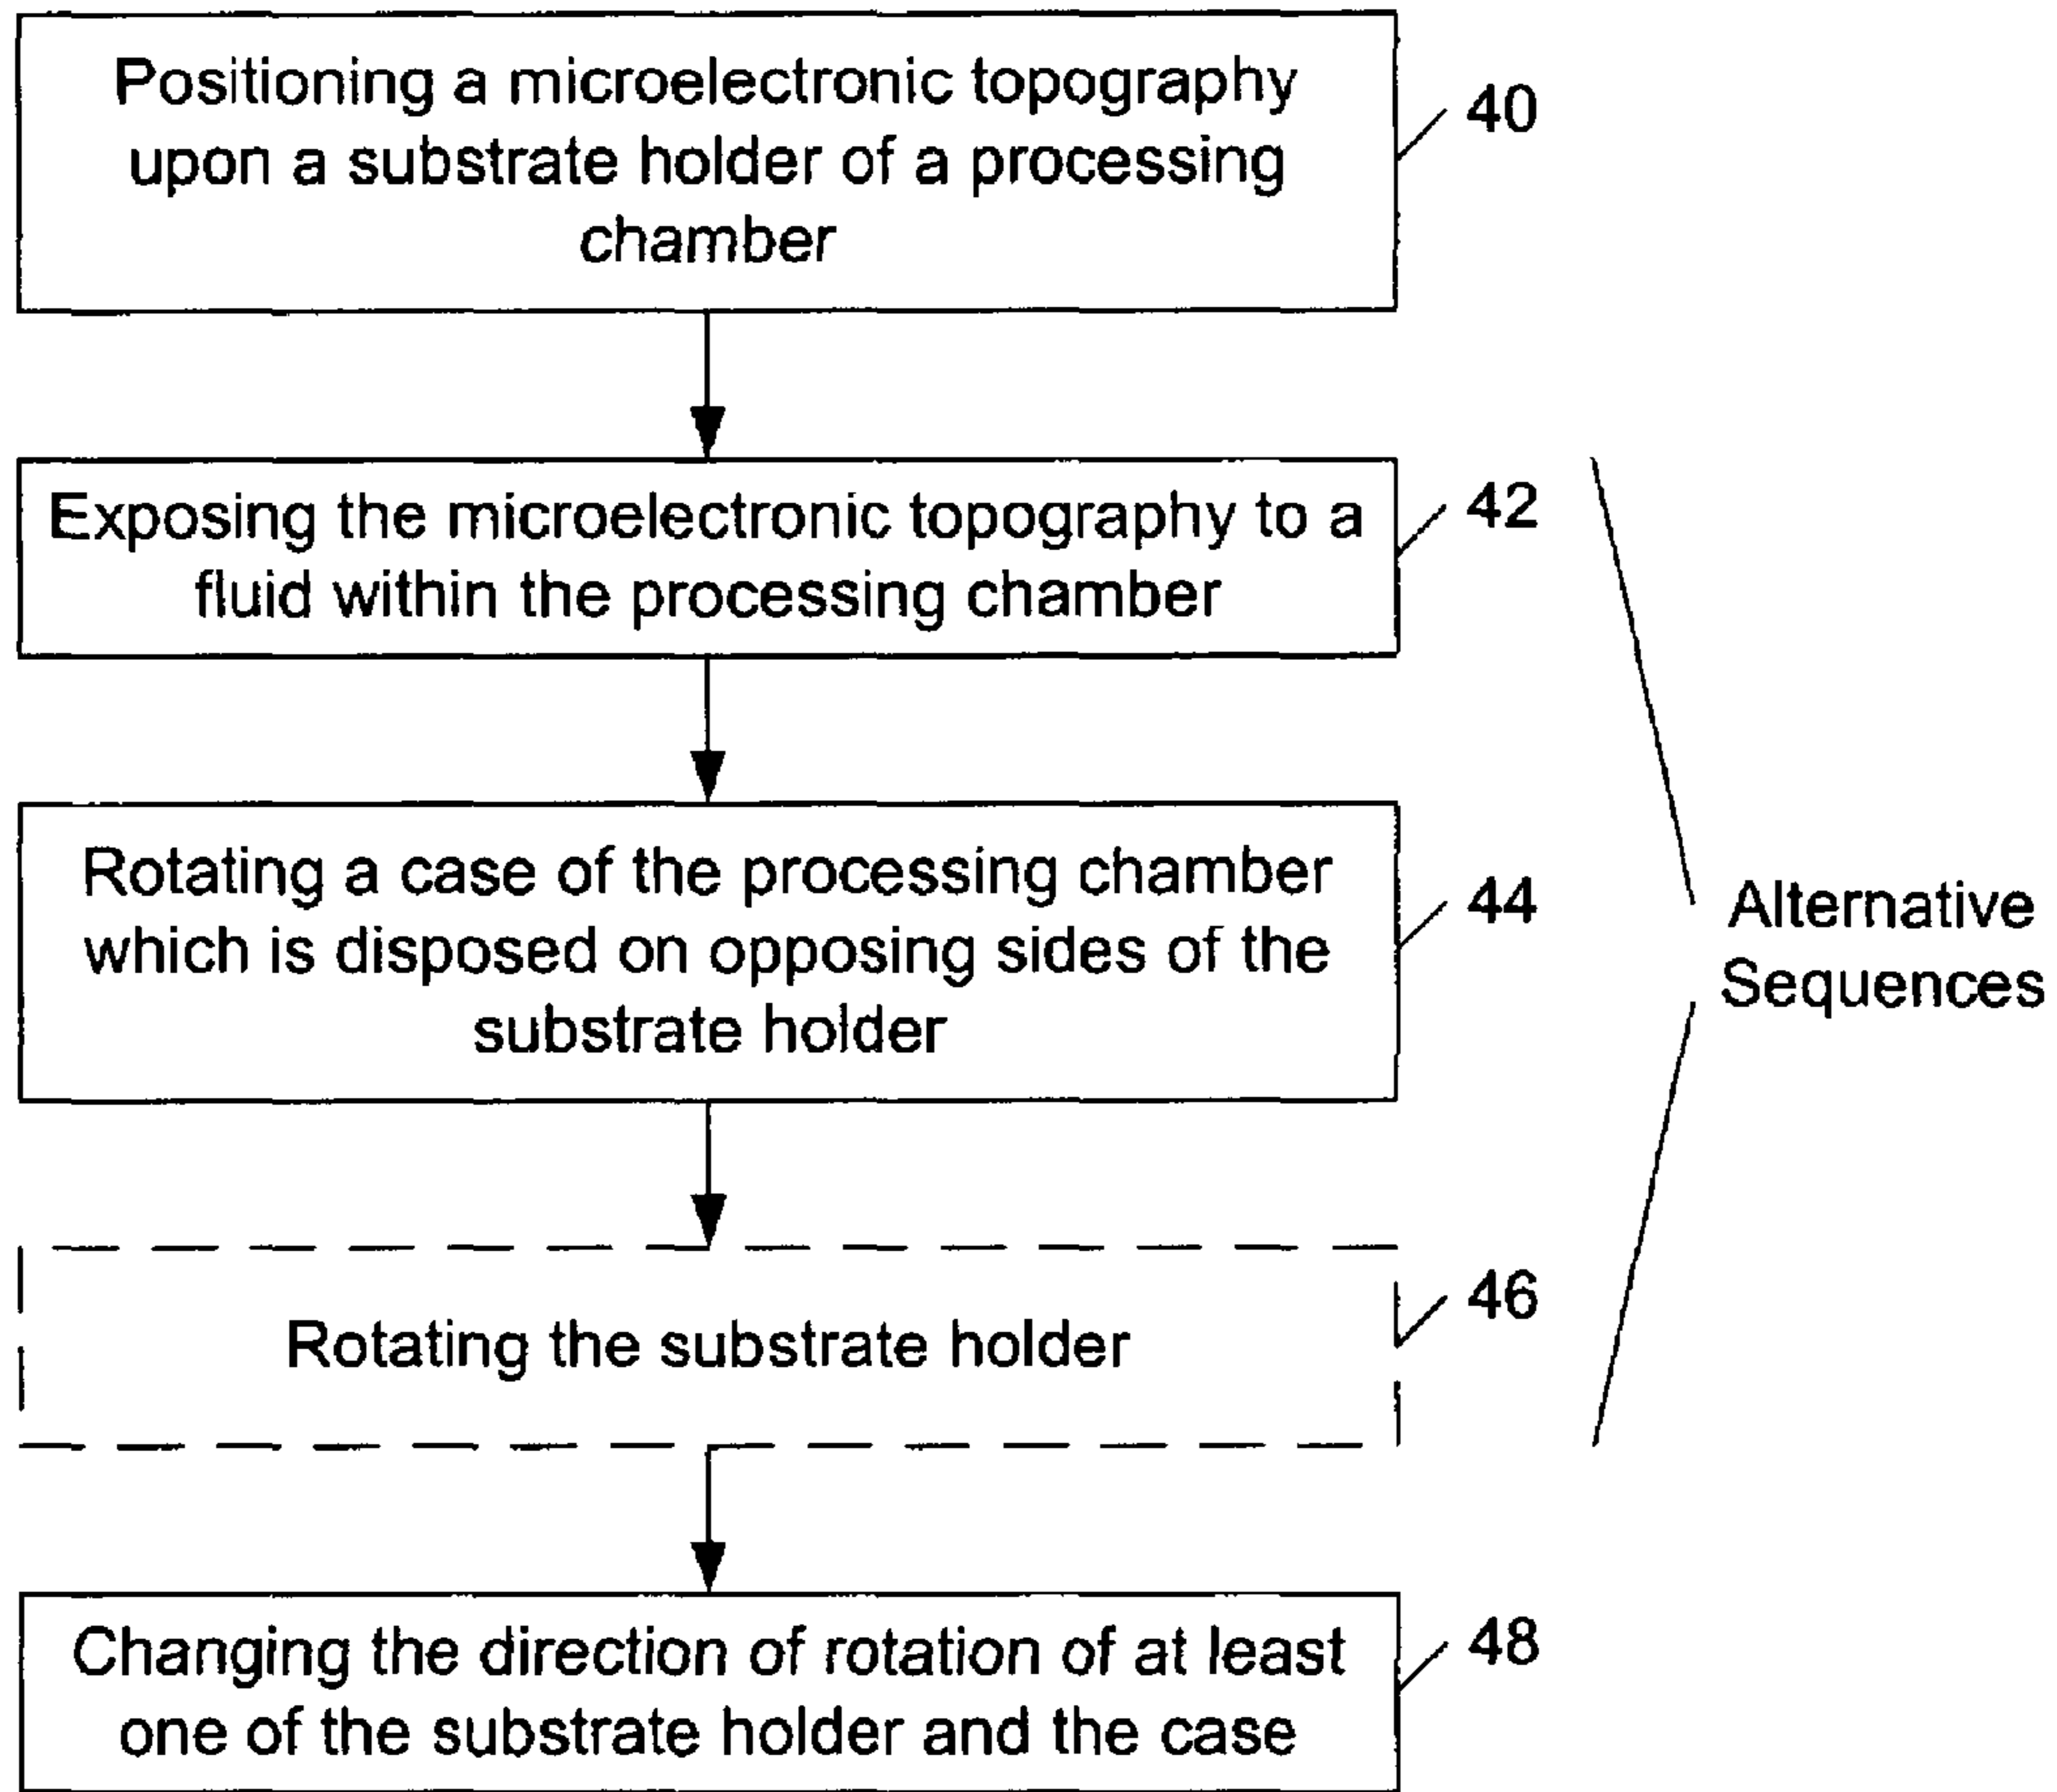 Positioning a microelectronic topography
upon a substrate holder of a processing
chamber
40
Exposing the microelectronic topography to a
fluid within the processing chamber
42
Rotating a case of the processing chamber
which is disposed on opposing sides of the
substrate holder
44
Alternative
Sequences
Rotating the substrate holder
46
Changing the direction of rotation of at least
one of the substrate holder and the case
48